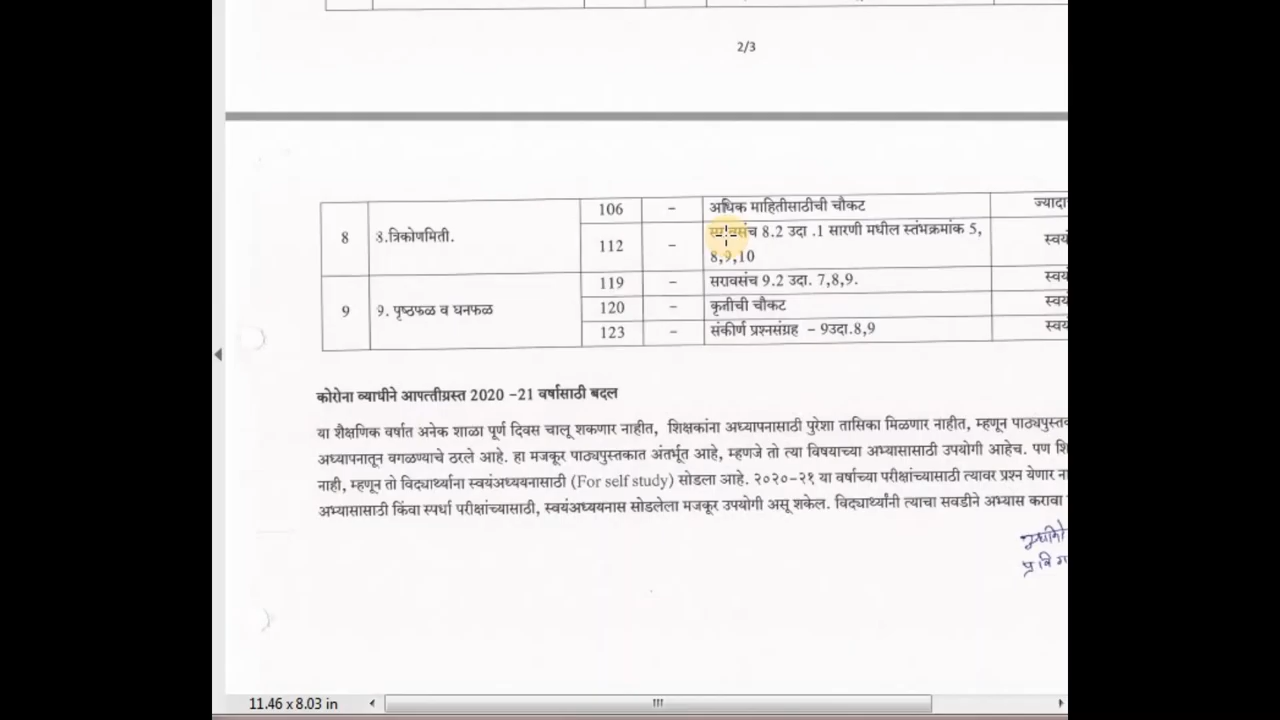 2/3
106 – अधिक माहितीसाठीची चौकट ज्यादा
8 8.त्रिकोणमिती.
112 – सरावसंच 8.2 उदा .1 सारणी मधील स्तंभक्रमांक 5, स्वयं
8,9,10
119 – सरावसंच 9.2 उदा. 7,8,9. स्वयं
9 9. पृष्ठफळ व घनफळ 120 – कृतीची चौकट स्वयं
123 – संकीर्ण प्रश्नसंग्रह – 9उदा.8,9 स्वयं
कोरोना व्याधीने आपत्तीग्रस्त 2020 –21 वर्षासाठी बदल
या शैक्षणिक वर्षात अनेक शाळा पूर्ण दिवस चालू शकणार नाहीत, शिक्षकांना अध्यापनासाठी पुरेशा तासिका मिळणार नाहीत, म्हणून पाठ्यपुस्तक
अध्यापनातून वगळण्याचे ठरले आहे. हा मजकूर पाठ्यपुस्तकात अंतर्भूत आहे, म्हणजे तो त्या विषयाच्या अभ्यासासाठी उपयोगी आहेच. पण शि
नाही, म्हणून तो विद्यार्थ्यांना स्वयंअध्ययनासाठी (For self study) सोडला आहे. २०२०-२१ या वर्षाच्या परीक्षांच्यासाठी त्यावर प्रश्न येणार ना
अभ्यासासाठी किंवा स्पर्धा परीक्षांच्यासाठी, स्वयंअध्ययनास सोडलेला मजकूर उपयोगी असू शकेल. विद्यार्थ्यांनी त्याचा सवडीने अभ्यास करावा
11.46 x 8.03 in